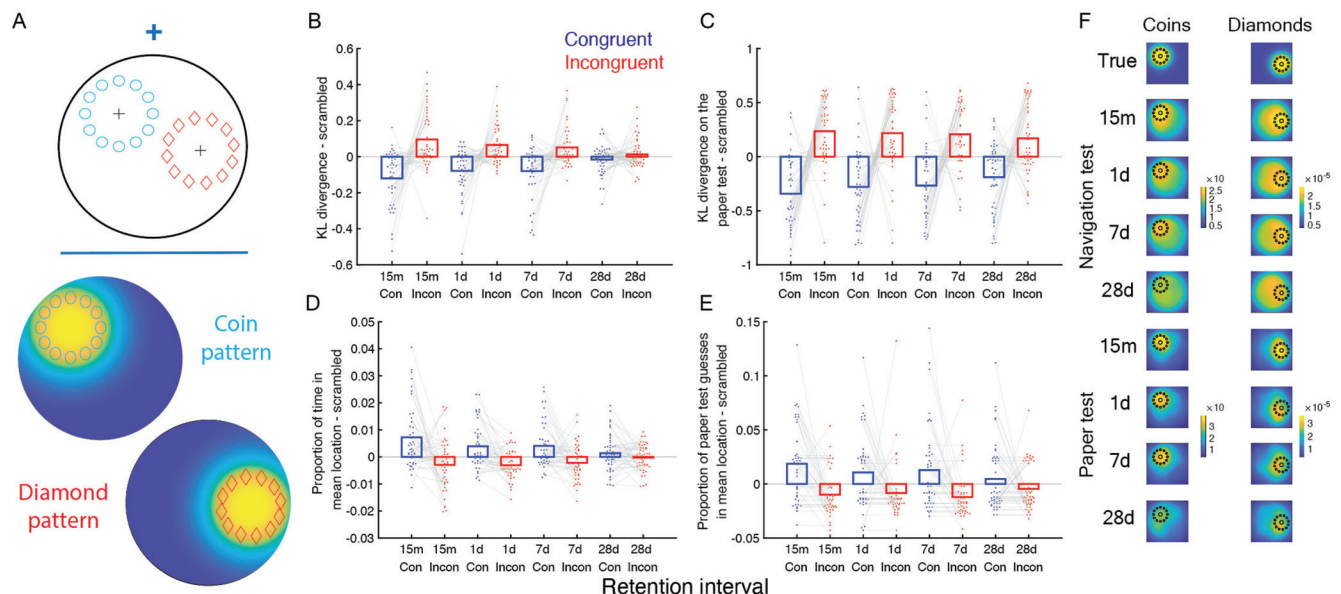 A
Coin
pattern
Diamond
pattern
B
Congruent
Incongruent
KL divergence - scrambled
0.6
0.4
0.2
0
-0.2
-0.4
-0.6
15m 15m 1d 1d 7d 7d 28d 28d
Con Incon Con Incon Con Incon Con Incon
C
KL divergence on the
paper test - scrambled
1
0.5
0
-0.5
-1
15m 15m 1d 1d 7d 7d 28d 28d
Con Incon Con Incon Con Incon Con Incon
D
Proportion of time in
mean location - scrambled
0.05
0.04
0.03
0.02
0.01
0
-0.01
-0.02
-0.03
15m 15m 1d 1d 7d 7d 28d 28d
Con Incon Con Incon Con Incon Con Incon
E
Proportion of paper test guesses
in mean location - scrambled
0.15
0.1
0.05
0
-0.05
15m 15m 1d 1d 7d 7d 28d 28d
Con Incon Con Incon Con Incon Con Incon
Retention interval
F
Coins Diamonds
True
Navigation test
15m
1d
7d
28d
×10
2.5
2
1.5
1
0.5
×10⁻⁵
2
1.5
1
0.5
Paper test
15m
1d
7d
28d
×10
3
2
1
×10⁻⁵
3
2
1